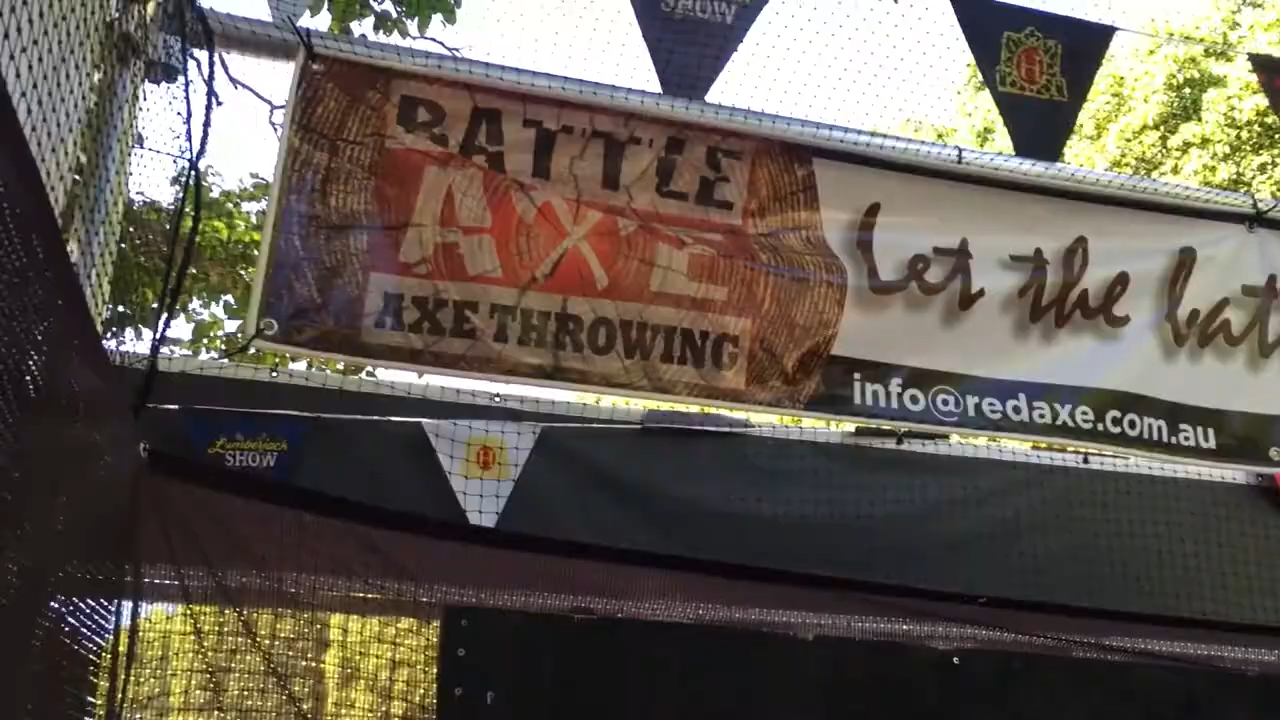 SHOW
H
BATTLE
AXE
AXE THROWING
Let the bat
info@redaxe.com.au
Lumberjack
SHOW
H